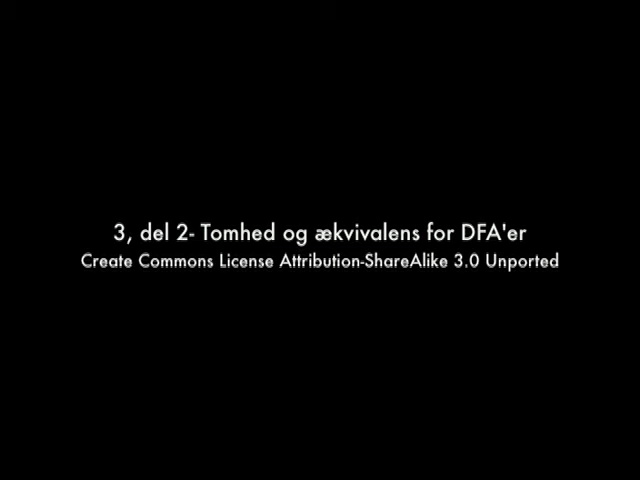 3, del 2- Tomhed og ækvivalens for DFA'er
Create Commons License Attribution-ShareAlike 3.0 Unported